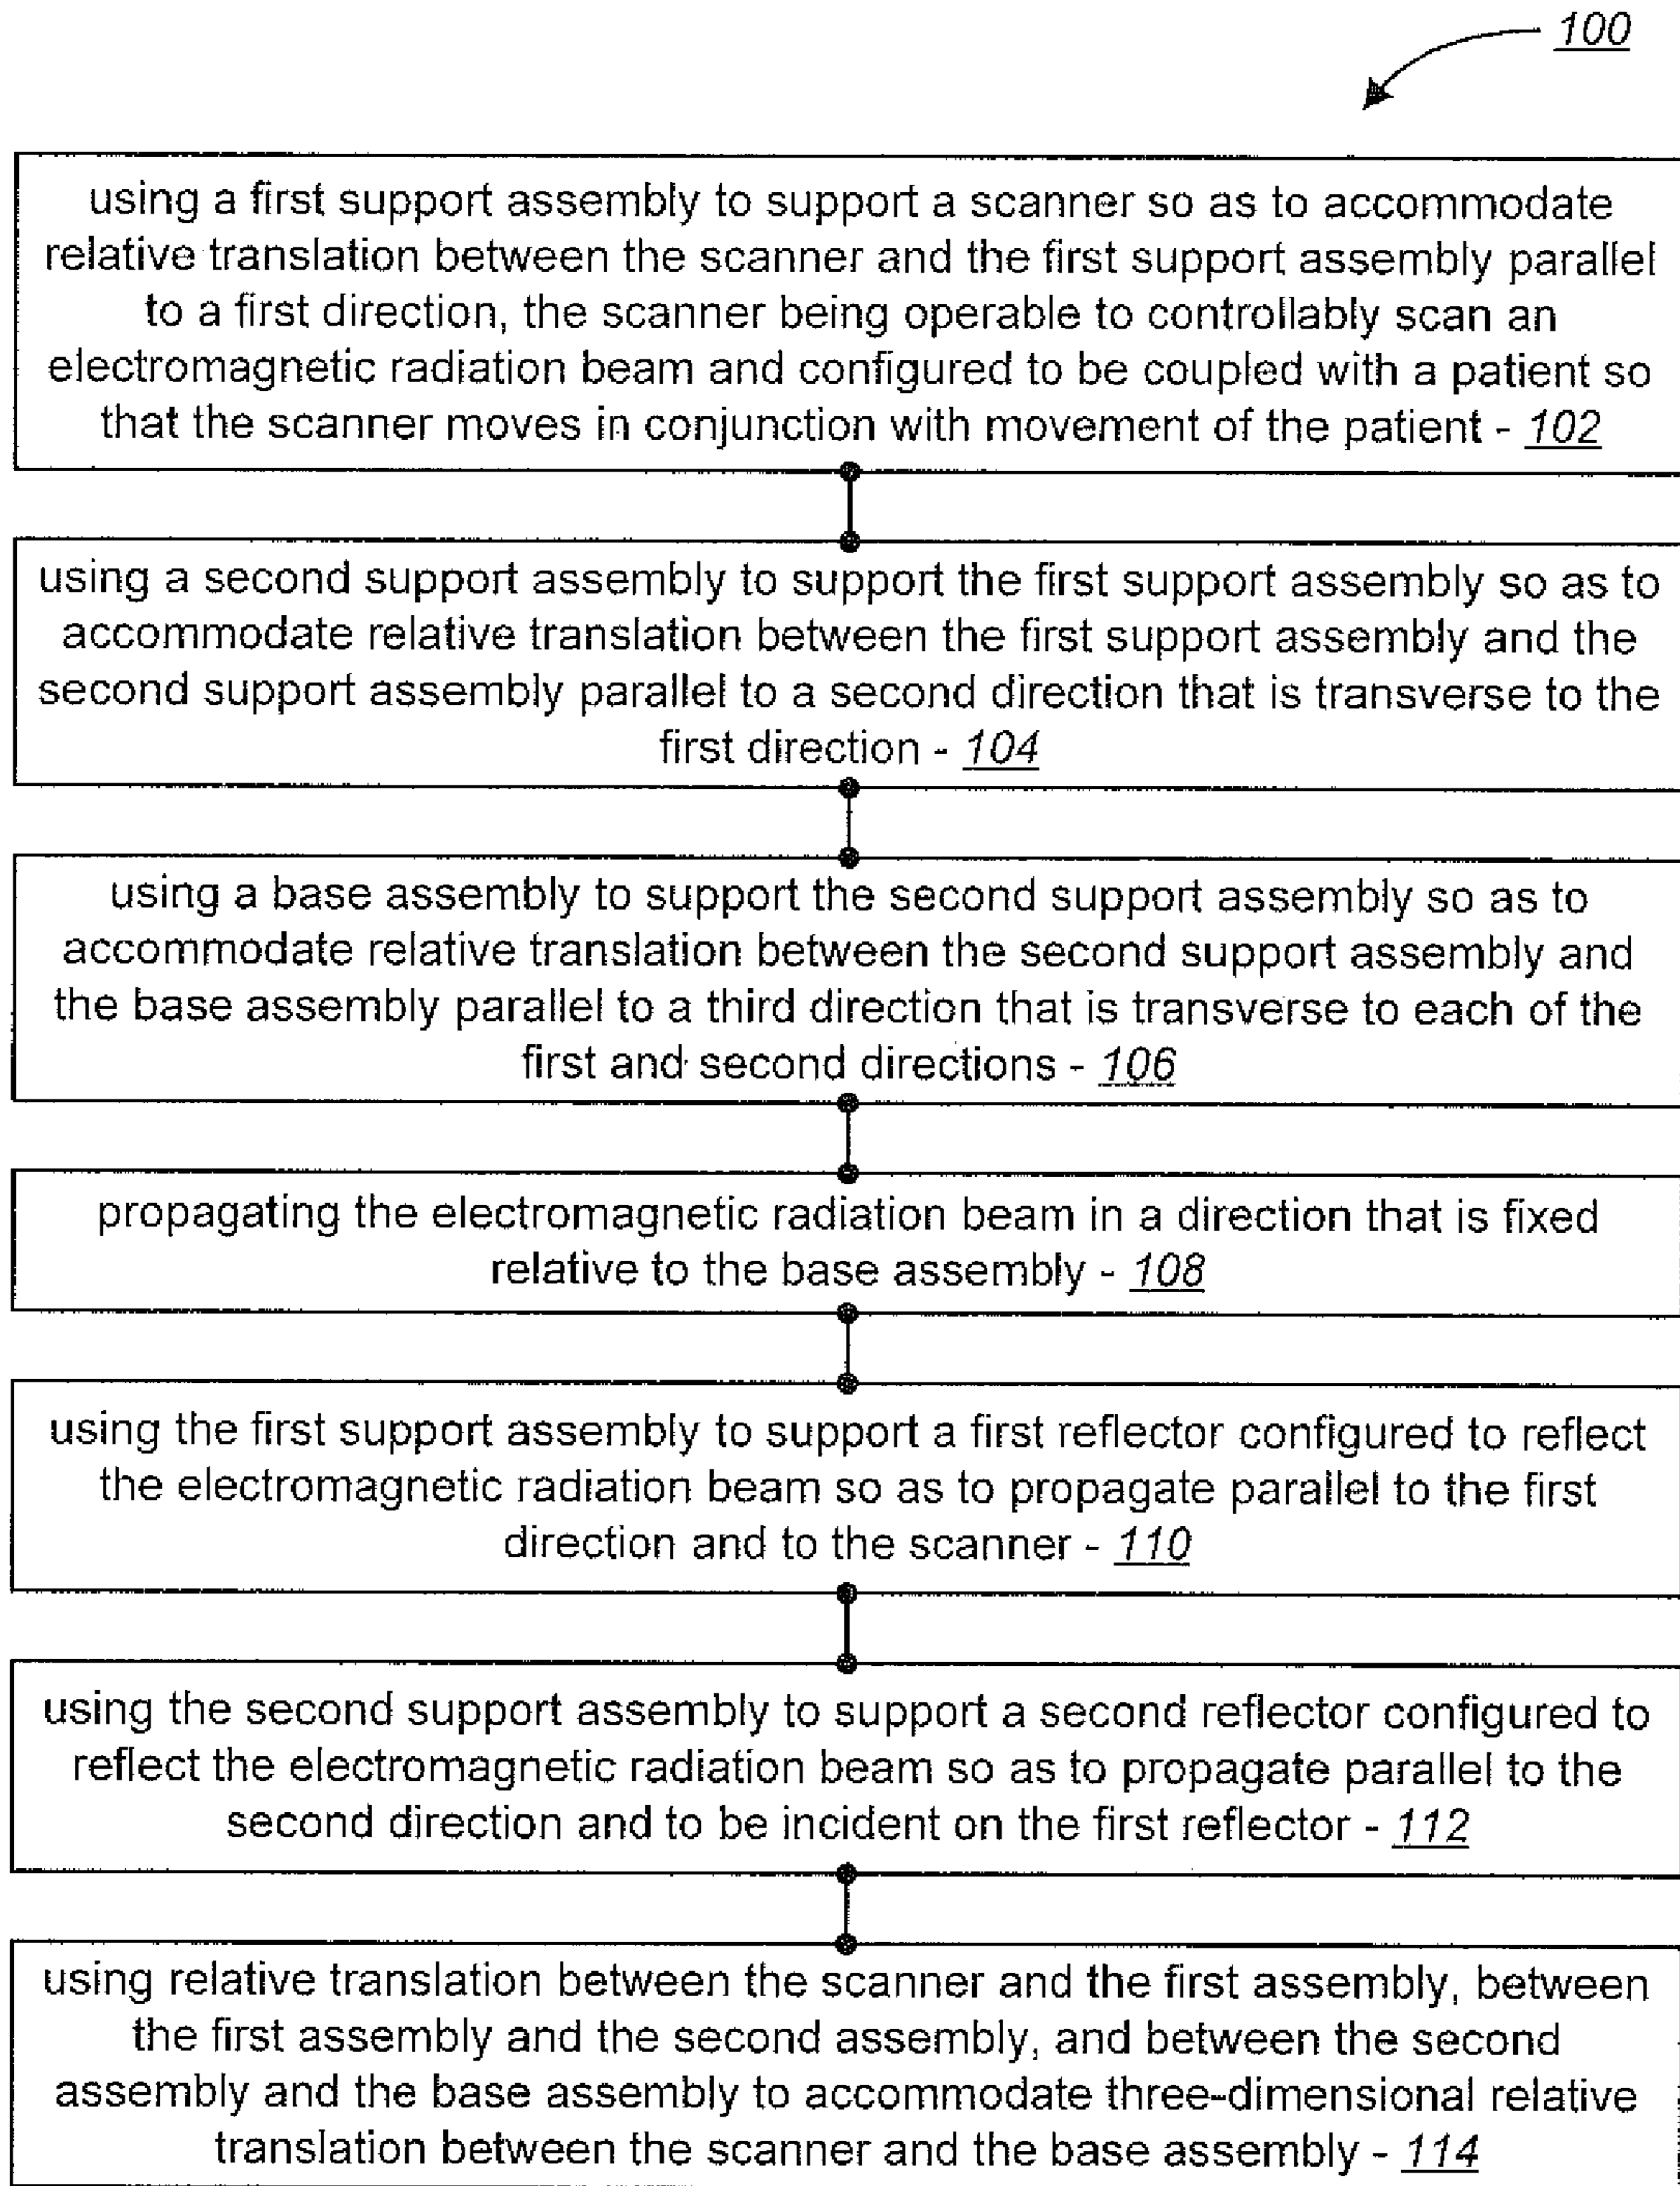 100
using a first support assembly to support a scanner so as to accommodate
relative translation between the scanner and the first support assembly parallel
to a first direction, the scanner being operable to controllably scan an
electromagnetic radiation beam and configured to be coupled with a patient so
that the scanner moves in conjunction with movement of the patient - 102
using a second support assembly to support the first support assembly so as to
accommodate relative translation between the first support assembly and the
second support assembly parallel to a second direction that is transverse to the
first direction - 104
using a base assembly to support the second support assembly so as to
accommodate relative translation between the second support assembly and
the base assembly parallel to a third direction that is transverse to each of the
first and second directions - 106
propagating the electromagnetic radiation beam in a direction that is fixed
relative to the base assembly - 108
using the first support assembly to support a first reflector configured to reflect
the electromagnetic radiation beam so as to propagate parallel to the first
direction and to the scanner - 110
using the second support assembly to support a second reflector configured to
reflect the electromagnetic radiation beam so as to propagate parallel to the
second direction and to be incident on the first reflector - 112
using relative translation between the scanner and the first assembly, between
the first assembly and the second assembly, and between the second
assembly and the base assembly to accommodate three-dimensional relative
translation between the scanner and the base assembly - 114